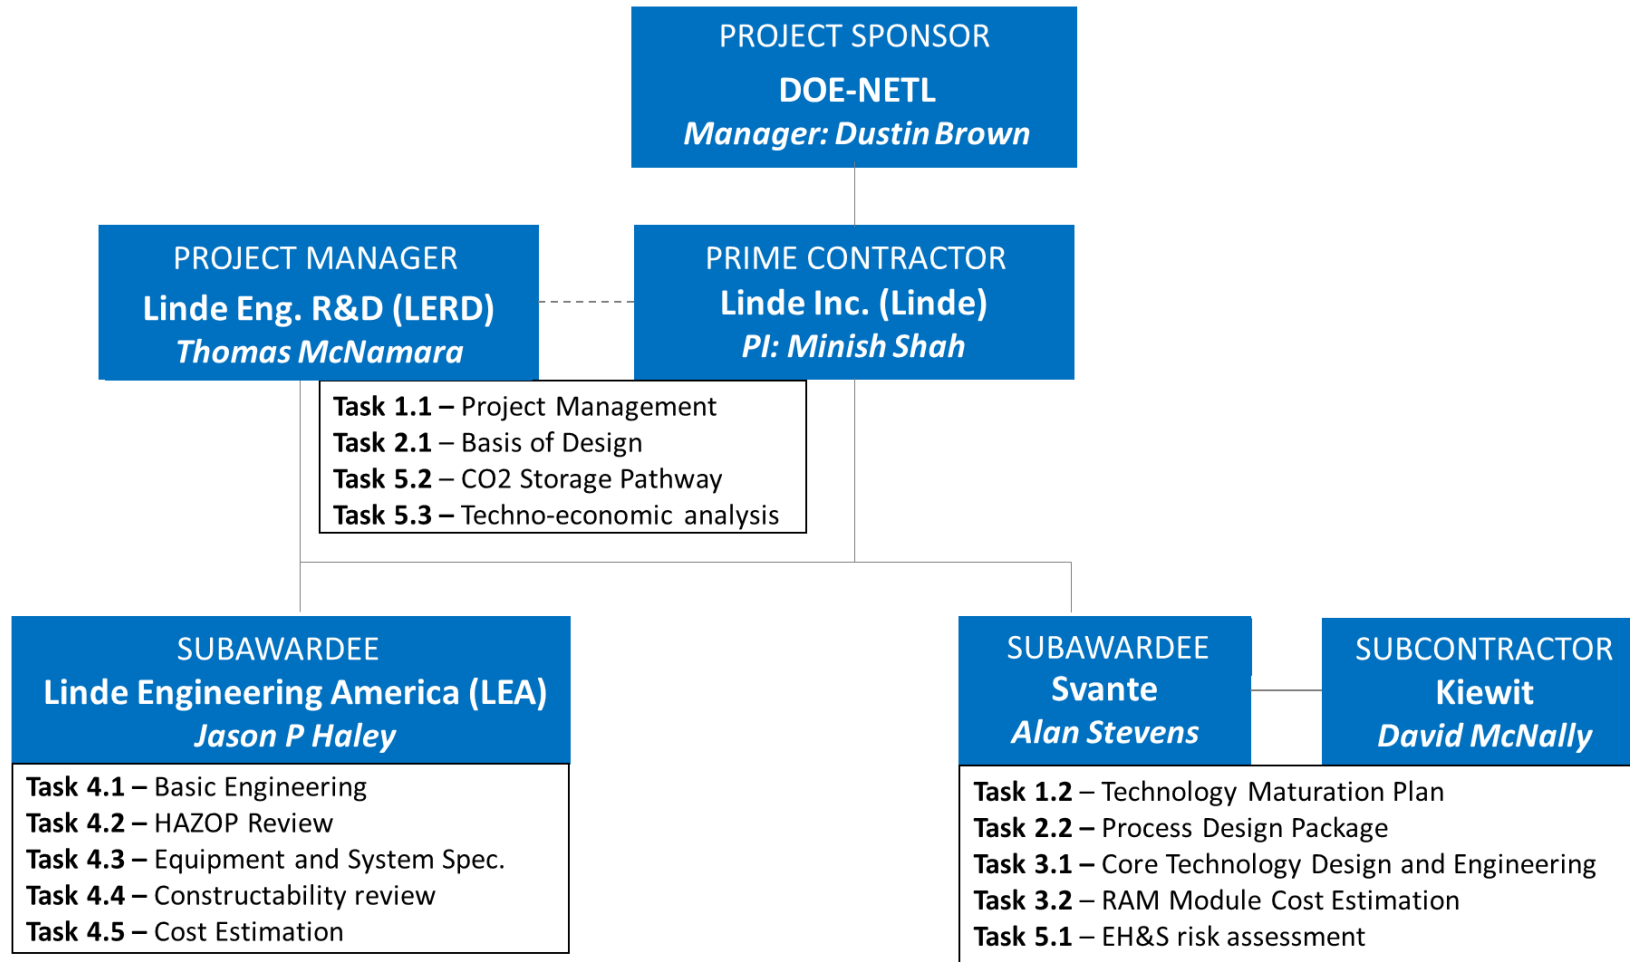 PROJECT SPONSOR
DOE-NETL
Manager: Dustin Brown
PROJECT MANAGER
Linde Eng. R&D (LERD)
Thomas McNamara
PRIME CONTRACTOR
Linde Inc. (Linde)
PI: Minish Shah
Task 1.1 – Project Management
Task 2.1 – Basis of Design
Task 5.2 – CO2 Storage Pathway
Task 5.3 – Techno-economic analysis
SUBAWARDEE
Linde Engineering America (LEA)
Jason P Haley
Task 4.1 – Basic Engineering
Task 4.2 – HAZOP Review
Task 4.3 – Equipment and System Spec.
Task 4.4 – Constructability review
Task 4.5 – Cost Estimation
SUBAWARDEE
Svante
Alan Stevens
SUBCONTRACTOR
Kiewit
David McNally
Task 1.2 – Technology Maturation Plan
Task 2.2 – Process Design Package
Task 3.1 – Core Technology Design and Engineering
Task 3.2 – RAM Module Cost Estimation
Task 5.1 – EH&S risk assessment